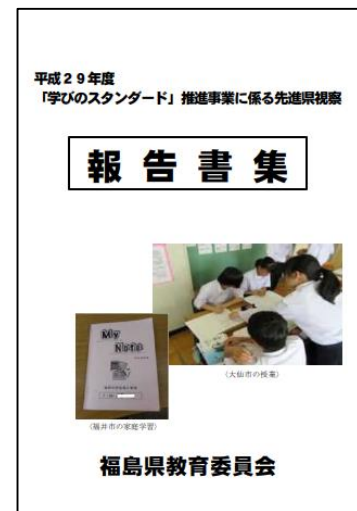 平成29年度
「学びのスタンダード」推進事業に係る先進県視察
報告書集
My
Note
(大仙市の授業)
(福井市の家庭学習)
福島県教育委員会